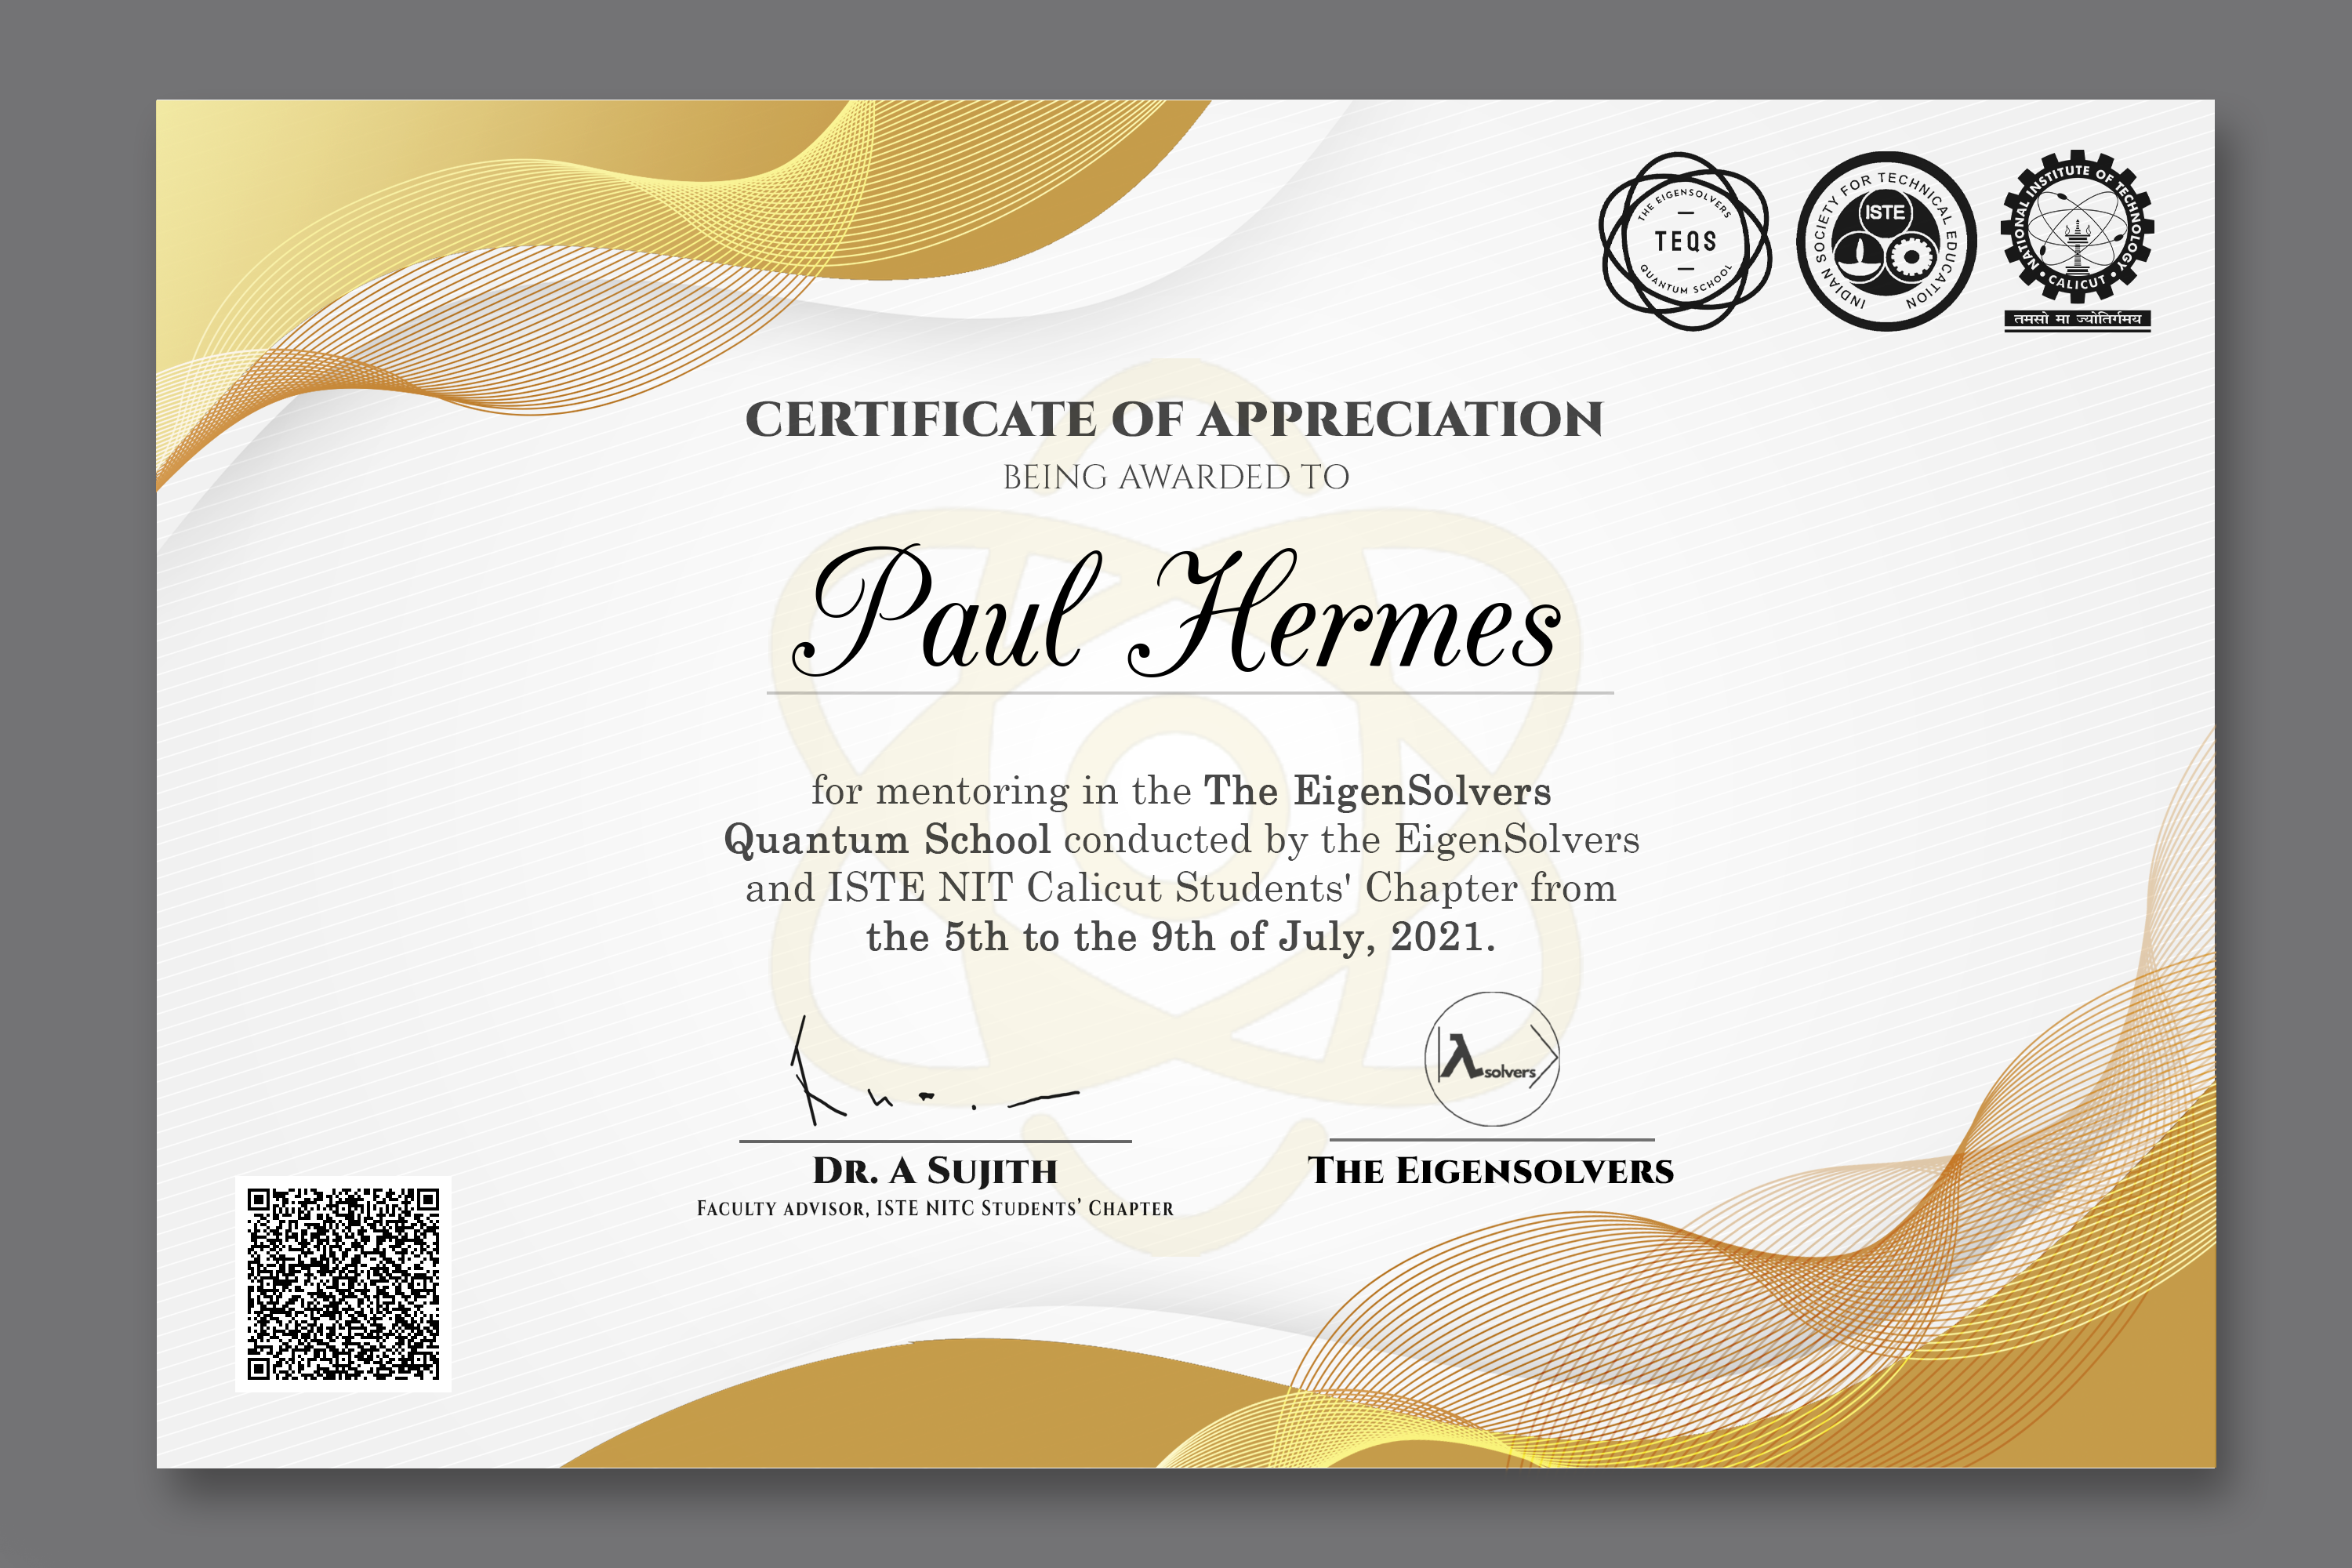 THE EIGENSOLVERS
TEQS
QUANTUM SCHOOL
INDIAN SOCIETY FOR TECHNICAL EDUCATION
ISTE
NATIONAL INSTITUTE OF TECHNOLOGY
• CALICUT •
तमसो मा ज्योतिर्गमय
CERTIFICATE OF APPRECIATION
BEING AWARDED TO
Paul Hermes
for mentoring in the The EigenSolvers
Quantum School conducted by the EigenSolvers
and ISTE NIT Calicut Students' Chapter from
the 5th to the 9th of July, 2021.
λ solvers
DR. A SUJITH
THE EIGENSOLVERS
FACULTY ADVISOR, ISTE NITC STUDENTS’ CHAPTER